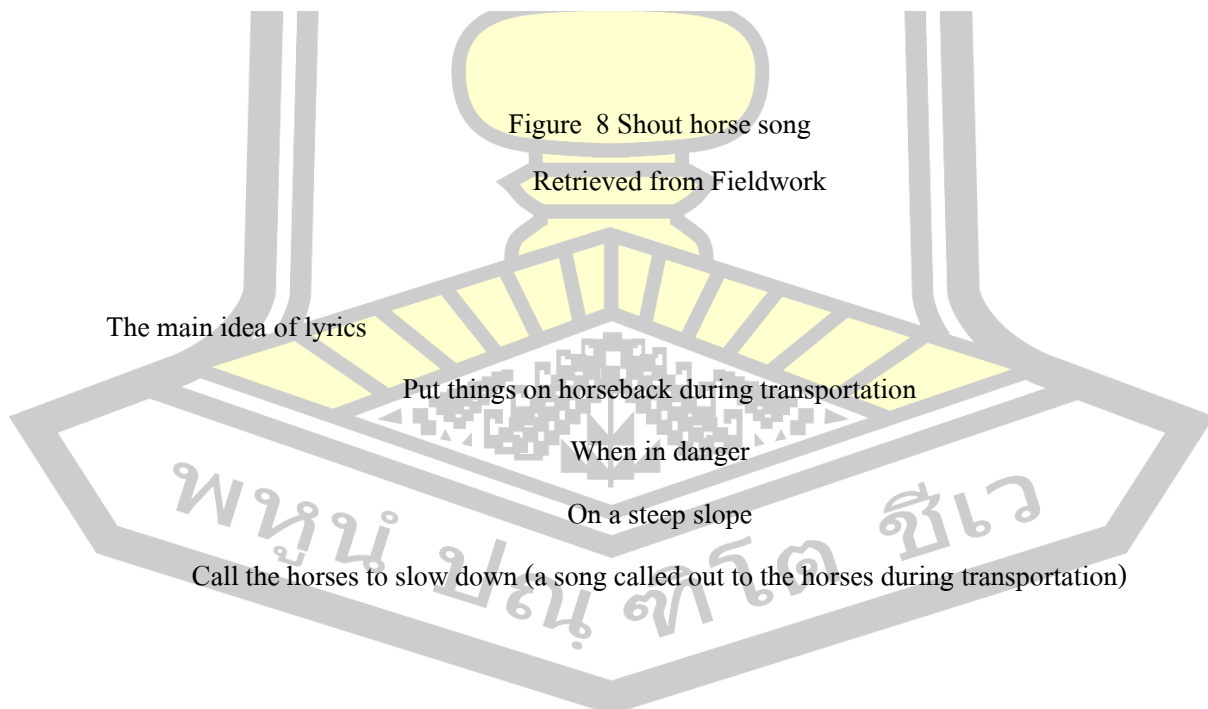 Figure  8 Shout horse song
Retrieved from Fieldwork
The main idea of lyrics
Put things on horseback during transportation
When in danger
On a steep slope
Call the horses to slow down (a song called out to the horses during transportation)
พหูนํ ปณฺฑิโต ชีเว